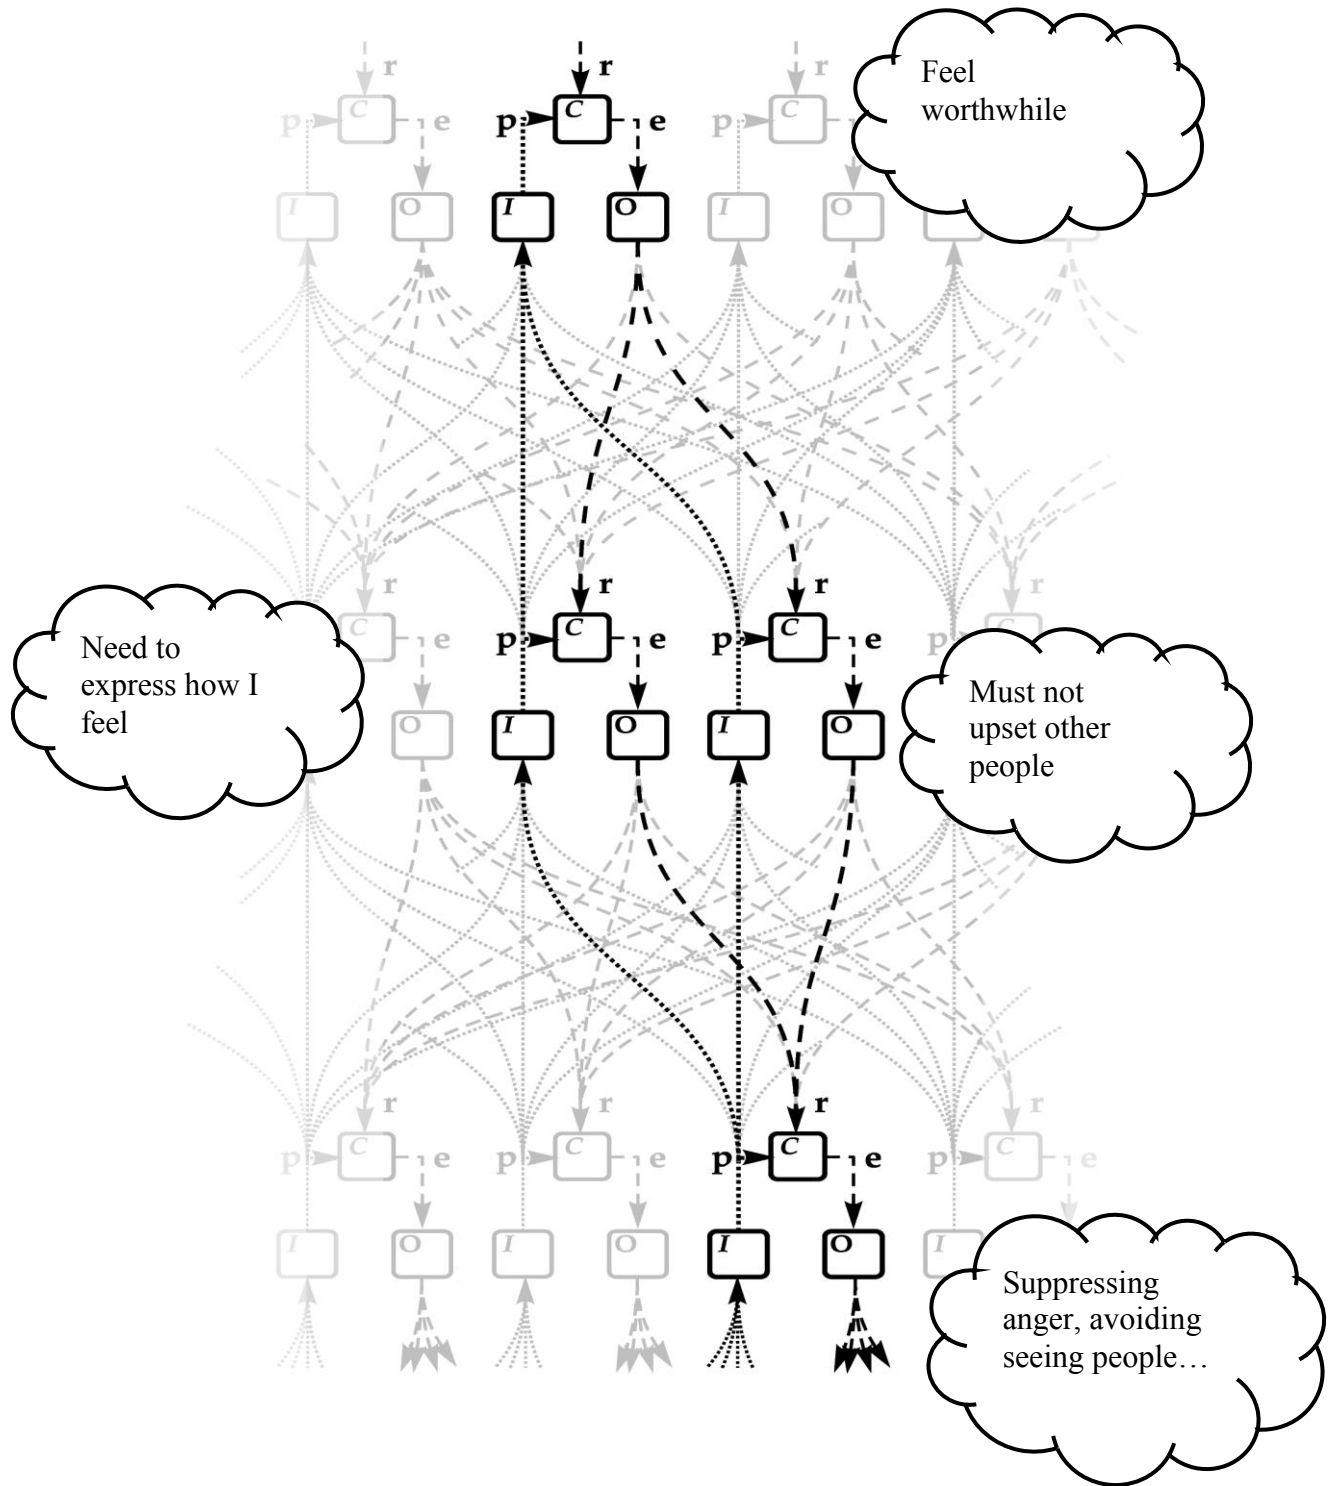 r r r
p C e p C e p C
Feel
worthwhile
I O I O I O
r r r
C e p C e p C e p C
Need to
express how I
feel
Must not
upset other
people
O I O I O
r r r r
p C e p C e p C e p C e
I O I O I O I
Suppressing
anger, avoiding
seeing people…